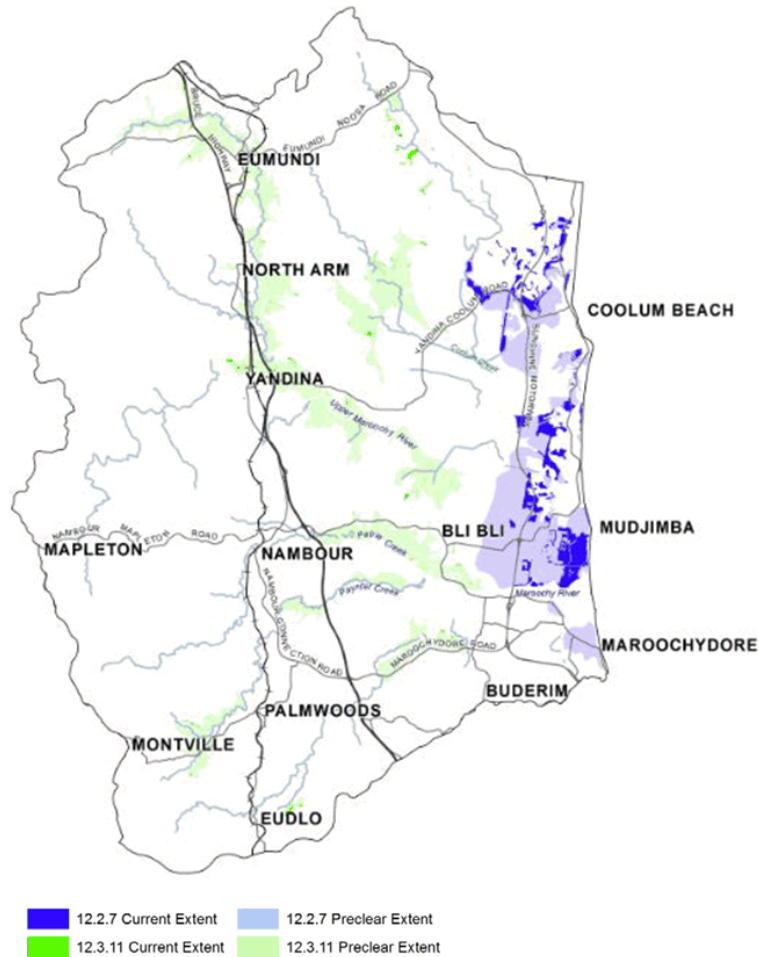 BRUCE
HIGHWAY
EUMUNDI NOOSA ROAD
EUMUNDI
NORTH ARM
YANDINA COOLUM ROAD
COOLUM BEACH
SUNSHINE MOTORWAY
Coolum Creek
YANDINA
Upper Maroochy River
BLI BLI
MUDJIMBA
NAMBOUR MAPLETON ROAD
MAPLETON
NAMBOUR
Petrie Creek
Paynter Creek
Maroochy River
NAMBOUR CONNECTION ROAD
MAROOCHYDORE ROAD
MAROOCHYDORE
BUDERIM
PALMWOODS
MONTVILLE
EUDLO
12.2.7 Current Extent
12.2.7 Preclear Extent
12.3.11 Current Extent
12.3.11 Preclear Extent